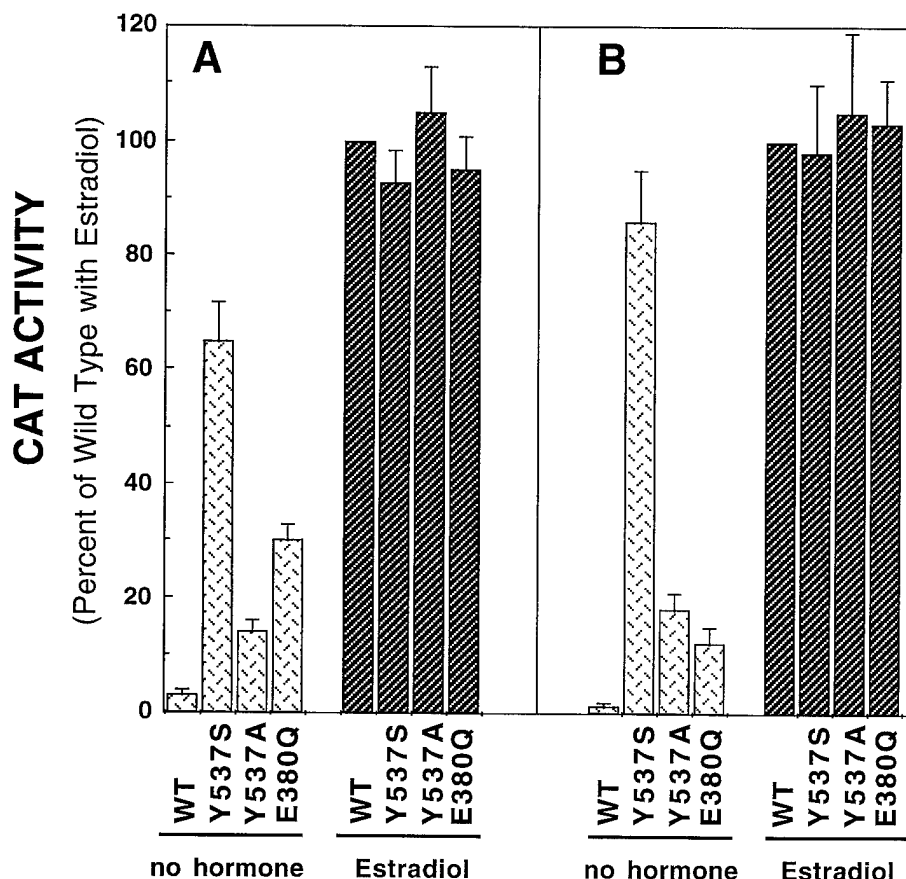 CAT ACTIVITY
(Percent of Wild Type with Estradiol)
120
100
80
60
40
20
0
A
B
WT
Y537S
Y537A
E380Q
WT
Y537S
Y537A
E380Q
WT
Y537S
Y537A
E380Q
WT
Y537S
Y537A
E380Q
no hormone
Estradiol
no hormone
Estradiol